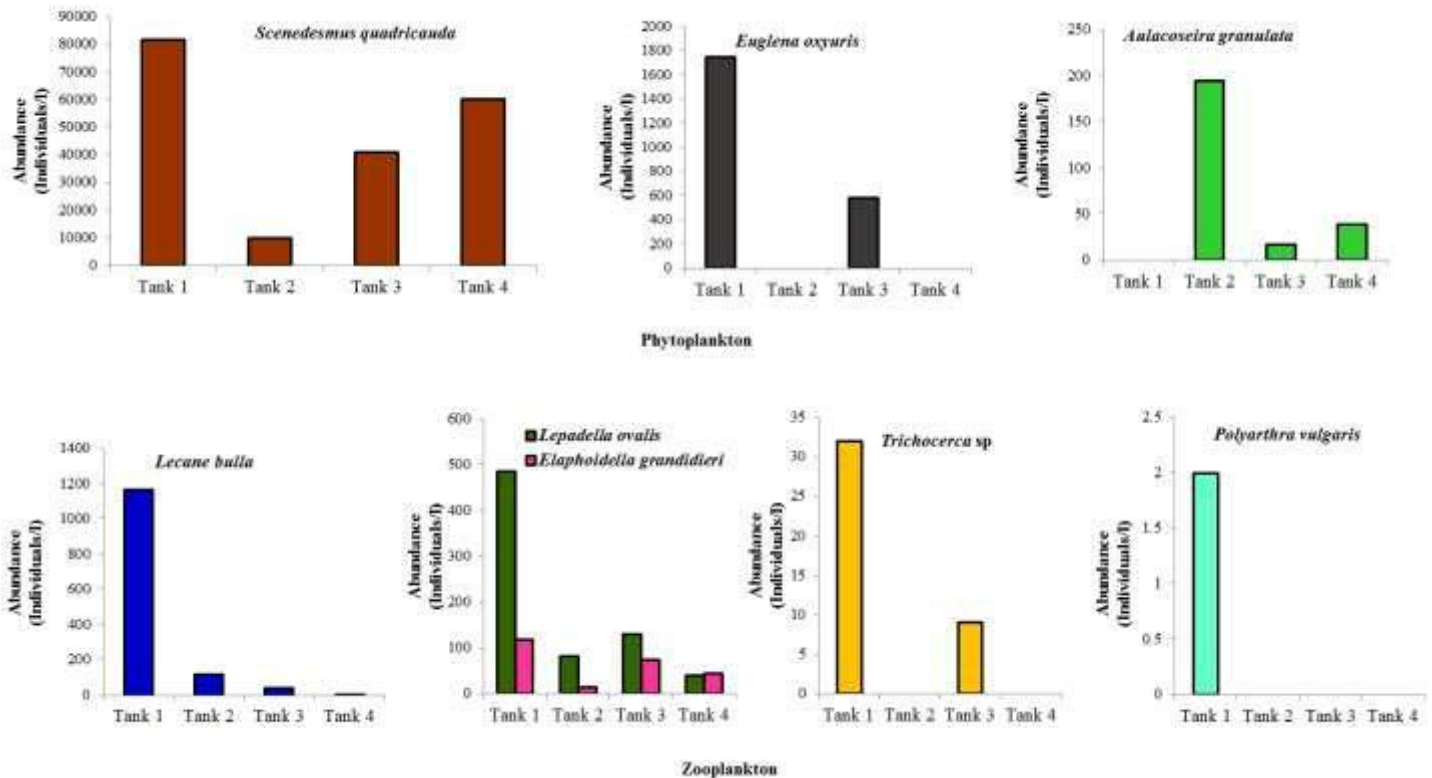 Scenedesmus quadricauda
Abundance
(Individuals/l)
90000
80000
70000
60000
50000
40000
30000
20000
10000
0
Tank 1 Tank 2 Tank 3 Tank 4
Euglena oxyuris
Abundance
(Individuals/l)
2000
1800
1600
1400
1200
1000
800
600
400
200
0
Tank 1 Tank 2 Tank 3 Tank 4
Aulacoseira granulata
Abundance
(Individuals/l)
250
200
150
100
50
0
Tank 1 Tank 2 Tank 3 Tank 4
Phytoplankton
Lecane bulla
Abundance
(Individuals/l)
1400
1200
1000
800
600
400
200
0
Tank 1 Tank 2 Tank 3 Tank 4
Lepadella ovalis
Elaphoidella grandidieri
Abundance
(Individuals/l)
600
500
400
300
200
100
0
Tank 1 Tank 2 Tank 3 Tank 4
Trichocerca sp
Abundance
(Individuals/l)
35
30
25
20
15
10
5
0
Tank 1 Tank 2 Tank 3 Tank 4
Polyarthra vulgaris
Abundance
(Individuals/l)
2.5
2
1.5
1
0.5
0
Tank 1 Tank 2 Tank 3 Tank 4
Zooplankton